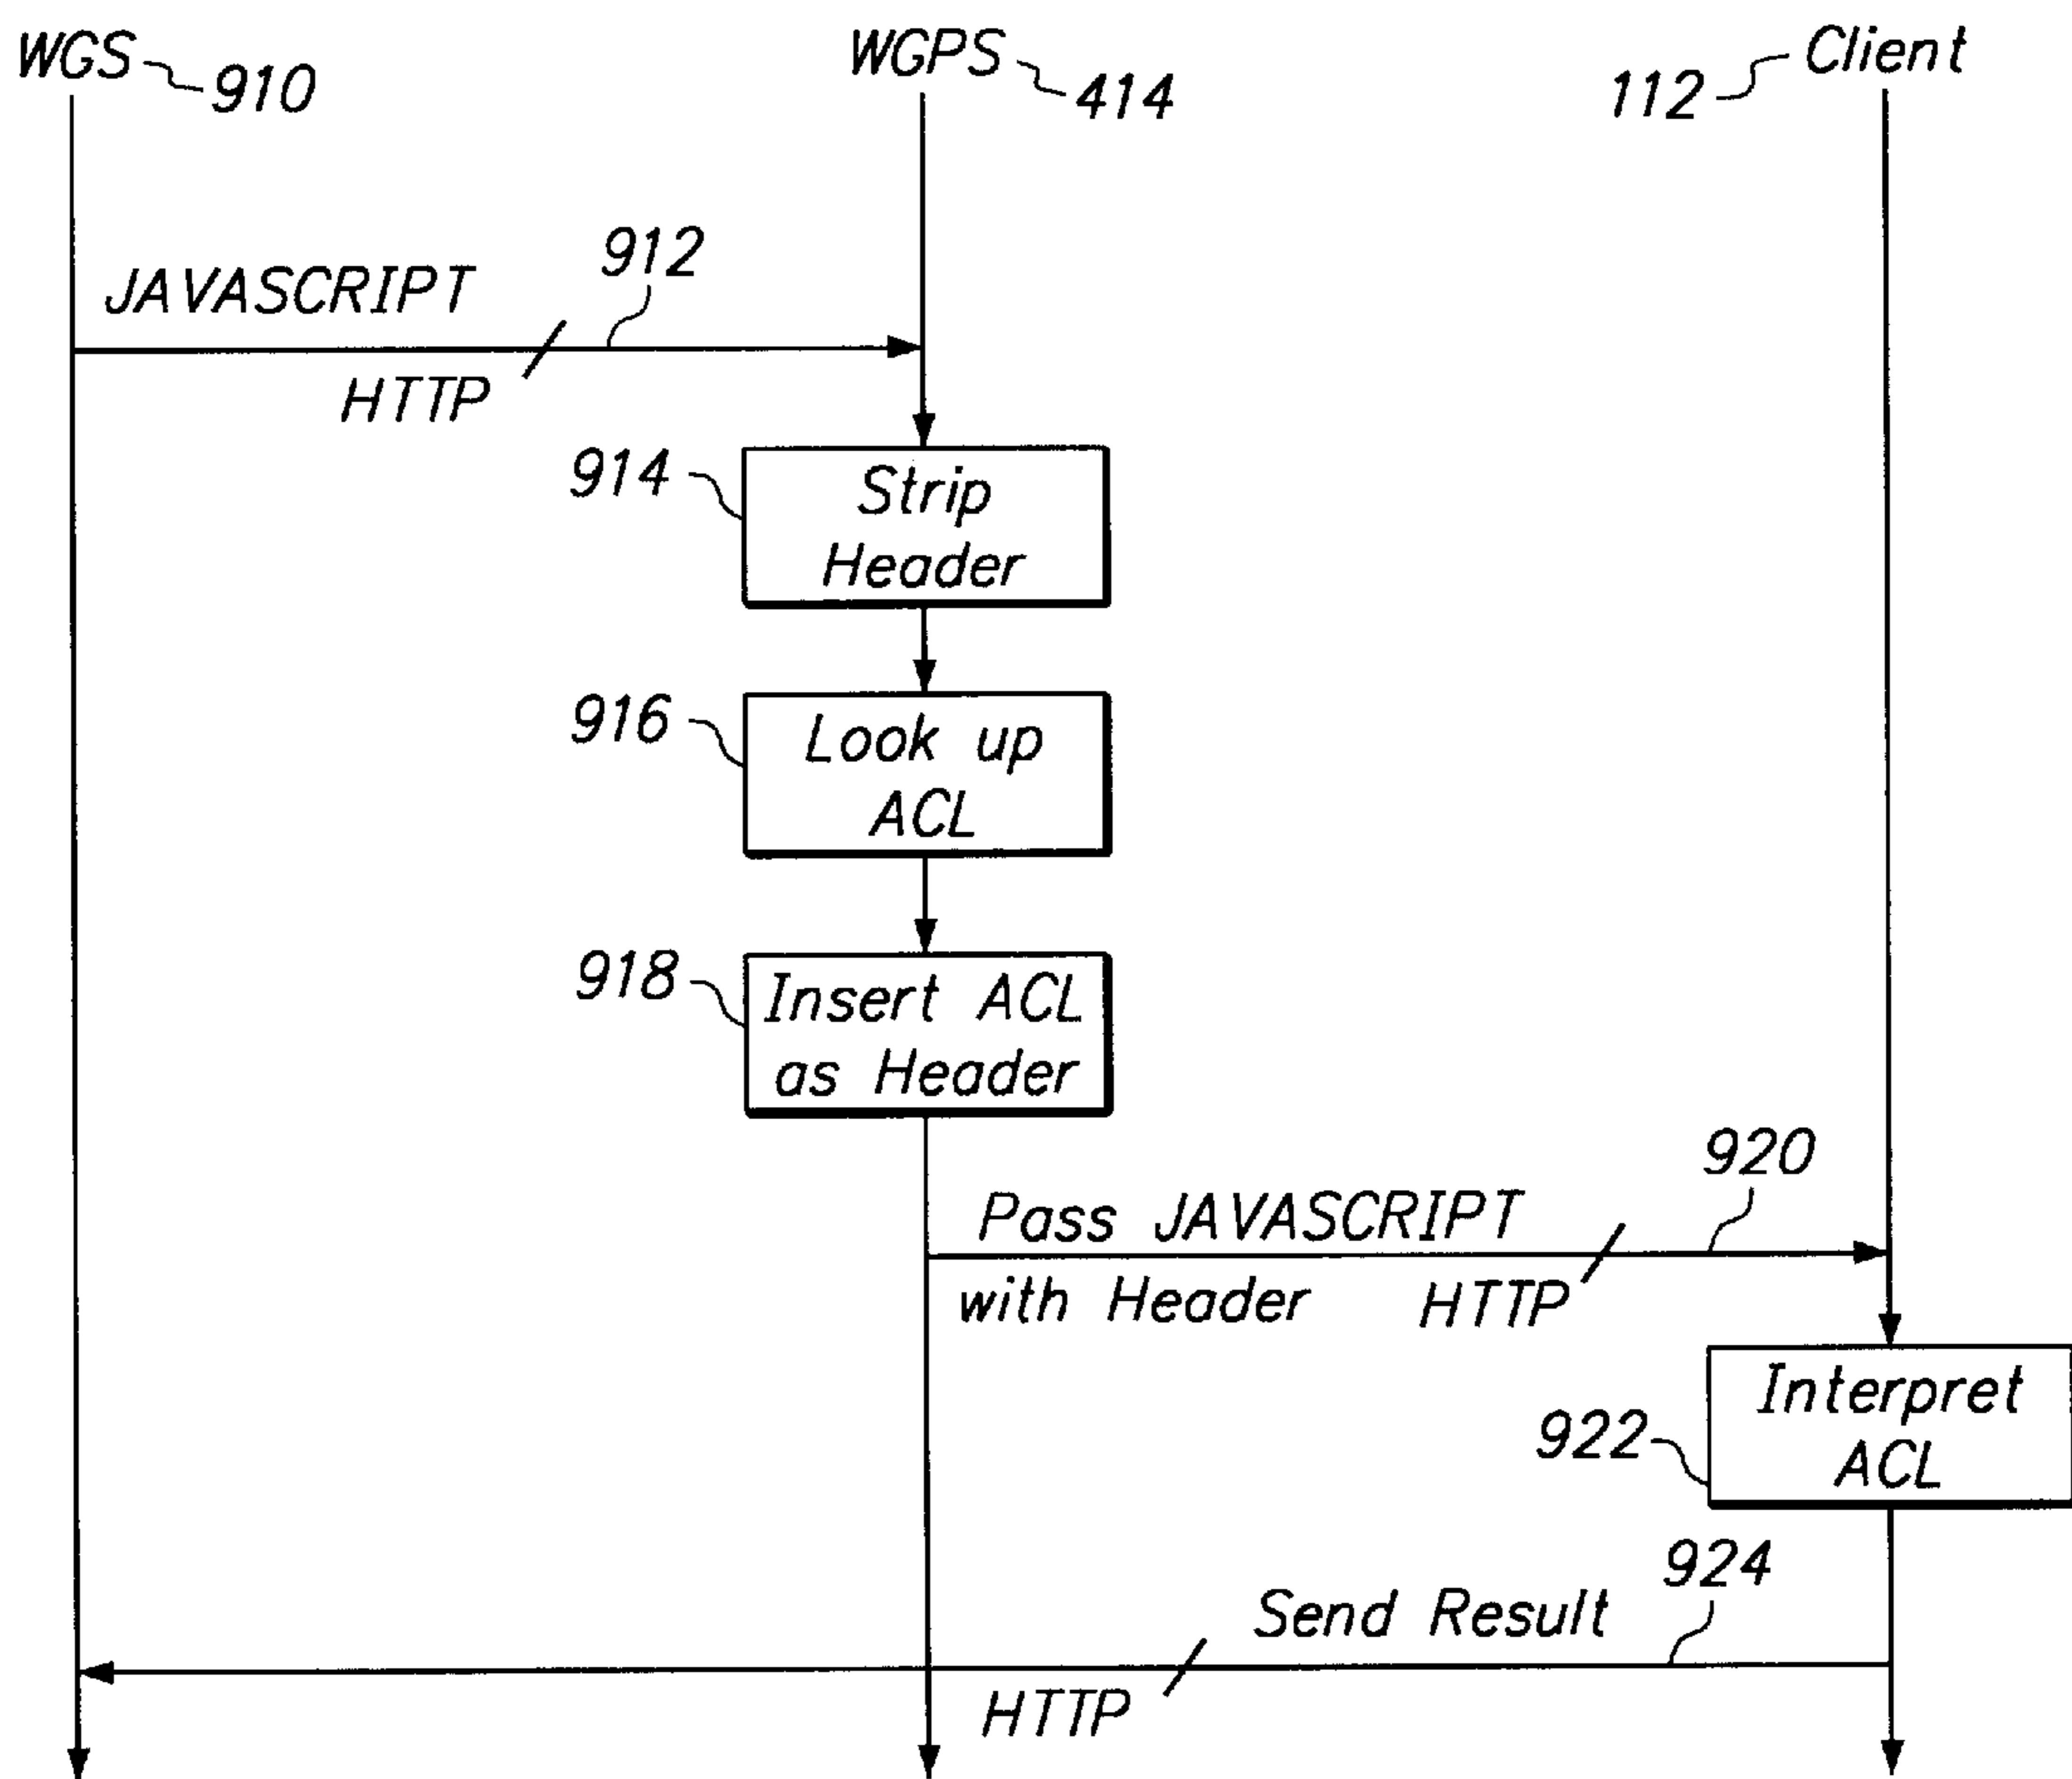 WGS 910
WGPS 414
112 Client
912
JAVASCRIPT
HTTP
914
Strip
Header
916
Look up
ACL
918
Insert ACL
as Header
920
Pass JAVASCRIPT
with Header HTTP
Interpret
922
ACL
924
Send Result
HTTP